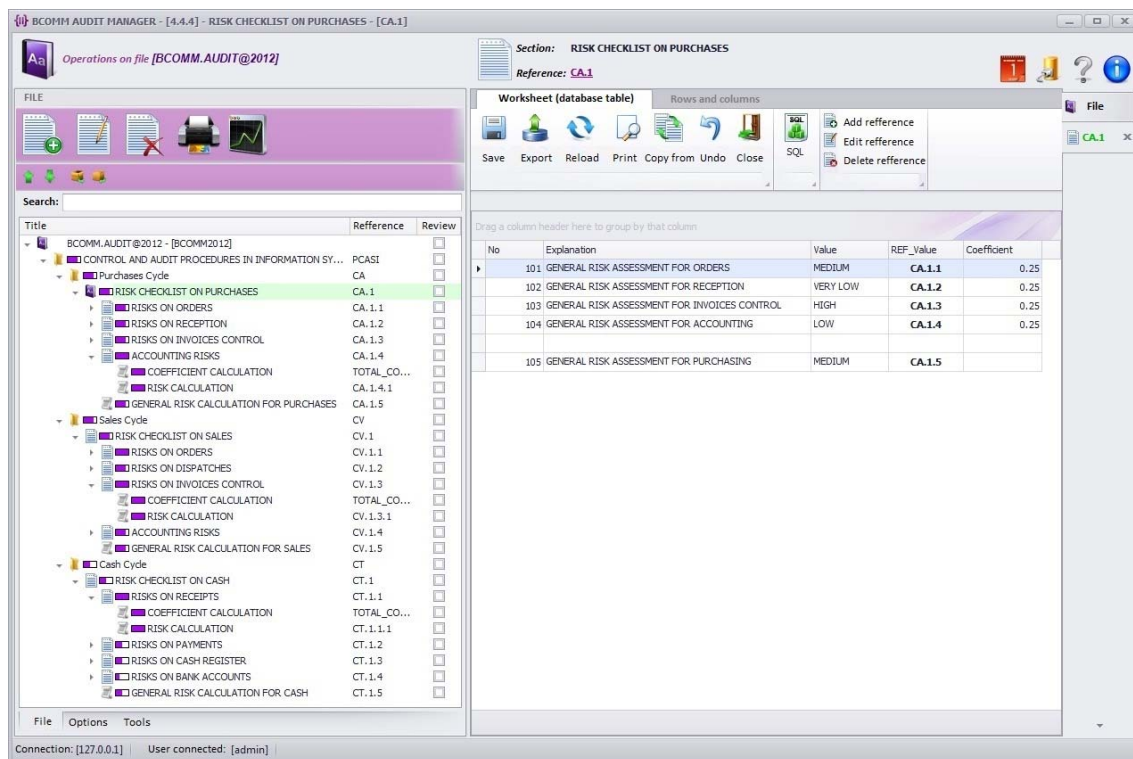 BCOMM AUDIT MANAGER - [4.4.4] - RISK CHECKLIST ON PURCHASES - [CA.1]
Operations on file [BCOMM.AUDIT@2012]
Section: RISK CHECKLIST ON PURCHASES
Reference: CA.1
FILE
Search:
Title Refference Review
BCOMM.AUDIT@2012 - [BCOMM2012]
CONTROL AND AUDIT PROCEDURES IN INFORMATION SY... PCASI
Purchases Cycle CA
RISK CHECKLIST ON PURCHASES CA.1
RISKS ON ORDERS CA.1.1
RISKS ON RECEPTION CA.1.2
RISKS ON INVOICES CONTROL CA.1.3
ACCOUNTING RISKS CA.1.4
COEFFICIENT CALCULATION TOTAL_CO...
RISK CALCULATION CA.1.4.1
GENERAL RISK CALCULATION FOR PURCHASES CA.1.5
Sales Cycle CV
RISK CHECKLIST ON SALES CV.1
RISKS ON ORDERS CV.1.1
RISKS ON DISPATCHES CV.1.2
RISKS ON INVOICES CONTROL CV.1.3
COEFFICIENT CALCULATION TOTAL_CO...
RISK CALCULATION CV.1.3.1
ACCOUNTING RISKS CV.1.4
GENERAL RISK CALCULATION FOR SALES CV.1.5
Cash Cycle CT
RISK CHECKLIST ON CASH CT.1
RISKS ON RECEIPTS CT.1.1
COEFFICIENT CALCULATION TOTAL_CO...
RISK CALCULATION CT.1.1.1
RISKS ON PAYMENTS CT.1.2
RISKS ON CASH REGISTER CT.1.3
RISKS ON BANK ACCOUNTS CT.1.4
GENERAL RISK CALCULATION FOR CASH CT.1.5
File Options Tools
Worksheet (database table) Rows and columns
Save Export Reload Print Copy from Undo Close
SQL
SQL
Add refference
Edit refference
Delete refference
Drag a column header here to group by that column
No Explanation Value REF_Value Coefficient
101 GENERAL RISK ASSESSMENT FOR ORDERS MEDIUM CA.1.1 0.25
102 GENERAL RISK ASSESSMENT FOR RECEPTION VERY LOW CA.1.2 0.25
103 GENERAL RISK ASSESSMENT FOR INVOICES CONTROL HIGH CA.1.3 0.25
104 GENERAL RISK ASSESSMENT FOR ACCOUNTING LOW CA.1.4 0.25
105 GENERAL RISK ASSESSMENT FOR PURCHASING MEDIUM CA.1.5
File
CA.1 X
Connection: [127.0.0.1] User connected: [admin]